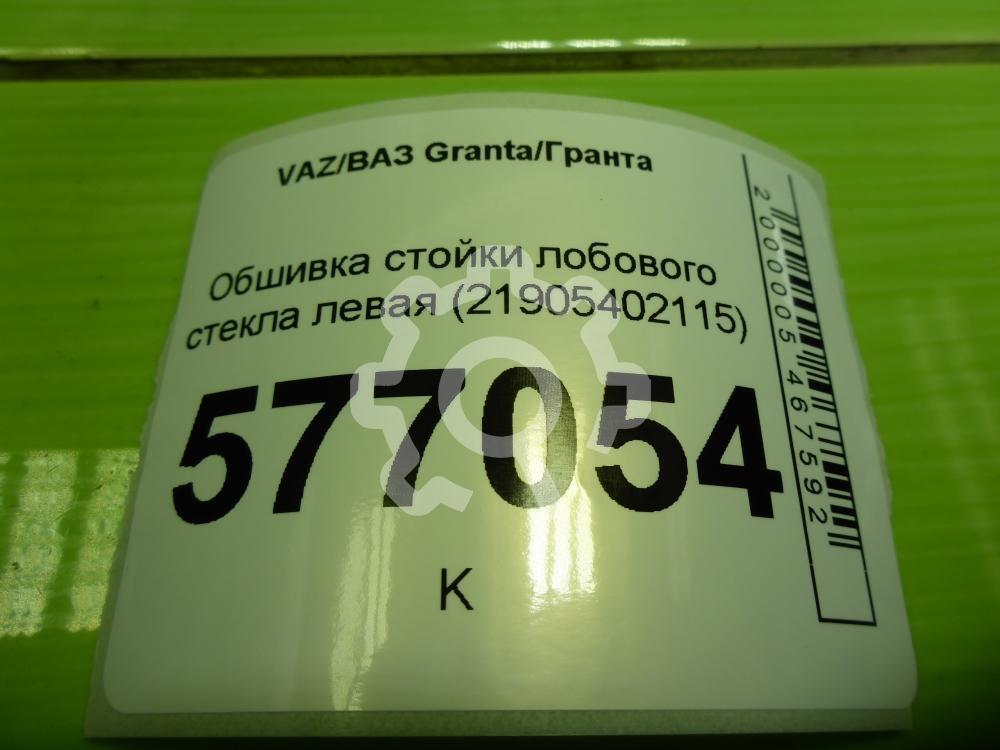 VAZ/ВАЗ Granta/Гранта
Обшивка стойки лобового
стекла левая (21905402115)
577054
К
2000005467592